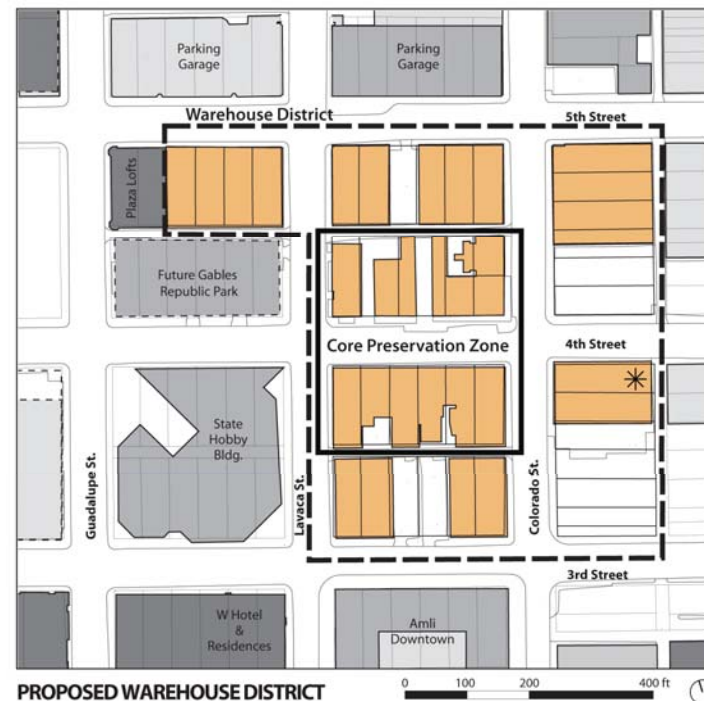 Parking
Garage
Parking
Garage
Warehouse District
5th Street
Plaza Lofts
Future Gables
Republic Park
Core Preservation Zone
4th Street
State
Hobby
Bldg.
Guadalupe St.
Lavaca St.
Colorado St.
3rd Street
W Hotel
&
Residences
Amli
Downtown
PROPOSED WAREHOUSE DISTRICT
0 100 200 400 ft